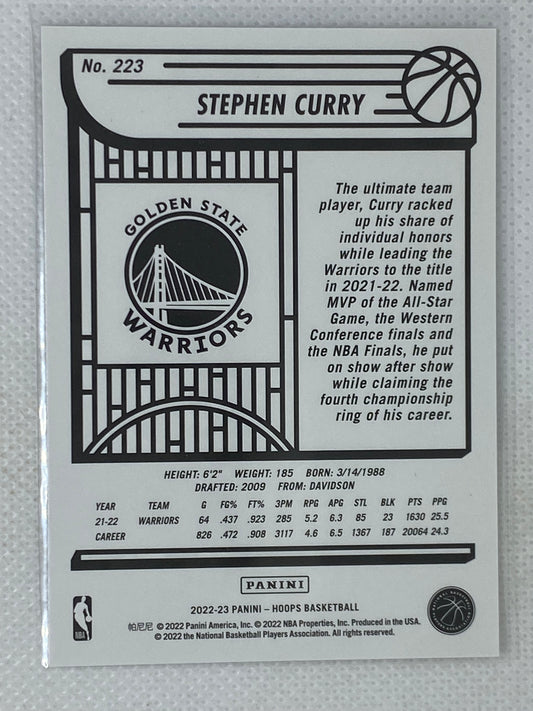 No. 223
STEPHEN CURRY
GOLDEN STATE
WARRIORS
The ultimate team
player, Curry racked
up his share of
individual honors
while leading the
Warriors to the title
in 2021-22. Named
MVP of the All-Star
Game, the Western
Conference finals and
the NBA Finals, he put
on show after show
while claiming the
fourth championship
ring of his career.
HEIGHT: 6'2" WEIGHT: 185 BORN: 3/14/1988
DRAFTED: 2009 FROM: DAVIDSON
YEAR TEAM G FG% FT% 3PM RPG APG STL BLK PTS PPG
21-22 WARRIORS 64 .437 .923 285 5.2 6.3 85 23 1630 25.5
CAREER 826 .472 .908 3117 4.6 6.5 1367 187 20064 24.3
PANINI
2022-23 PANINI – HOOPS BASKETBALL
帕尼尼 © 2022 Panini America, Inc. © 2022 NBA Properties, Inc. Produced in the USA.
© 2022 the National Basketball Players Association. All rights reserved.
NBA